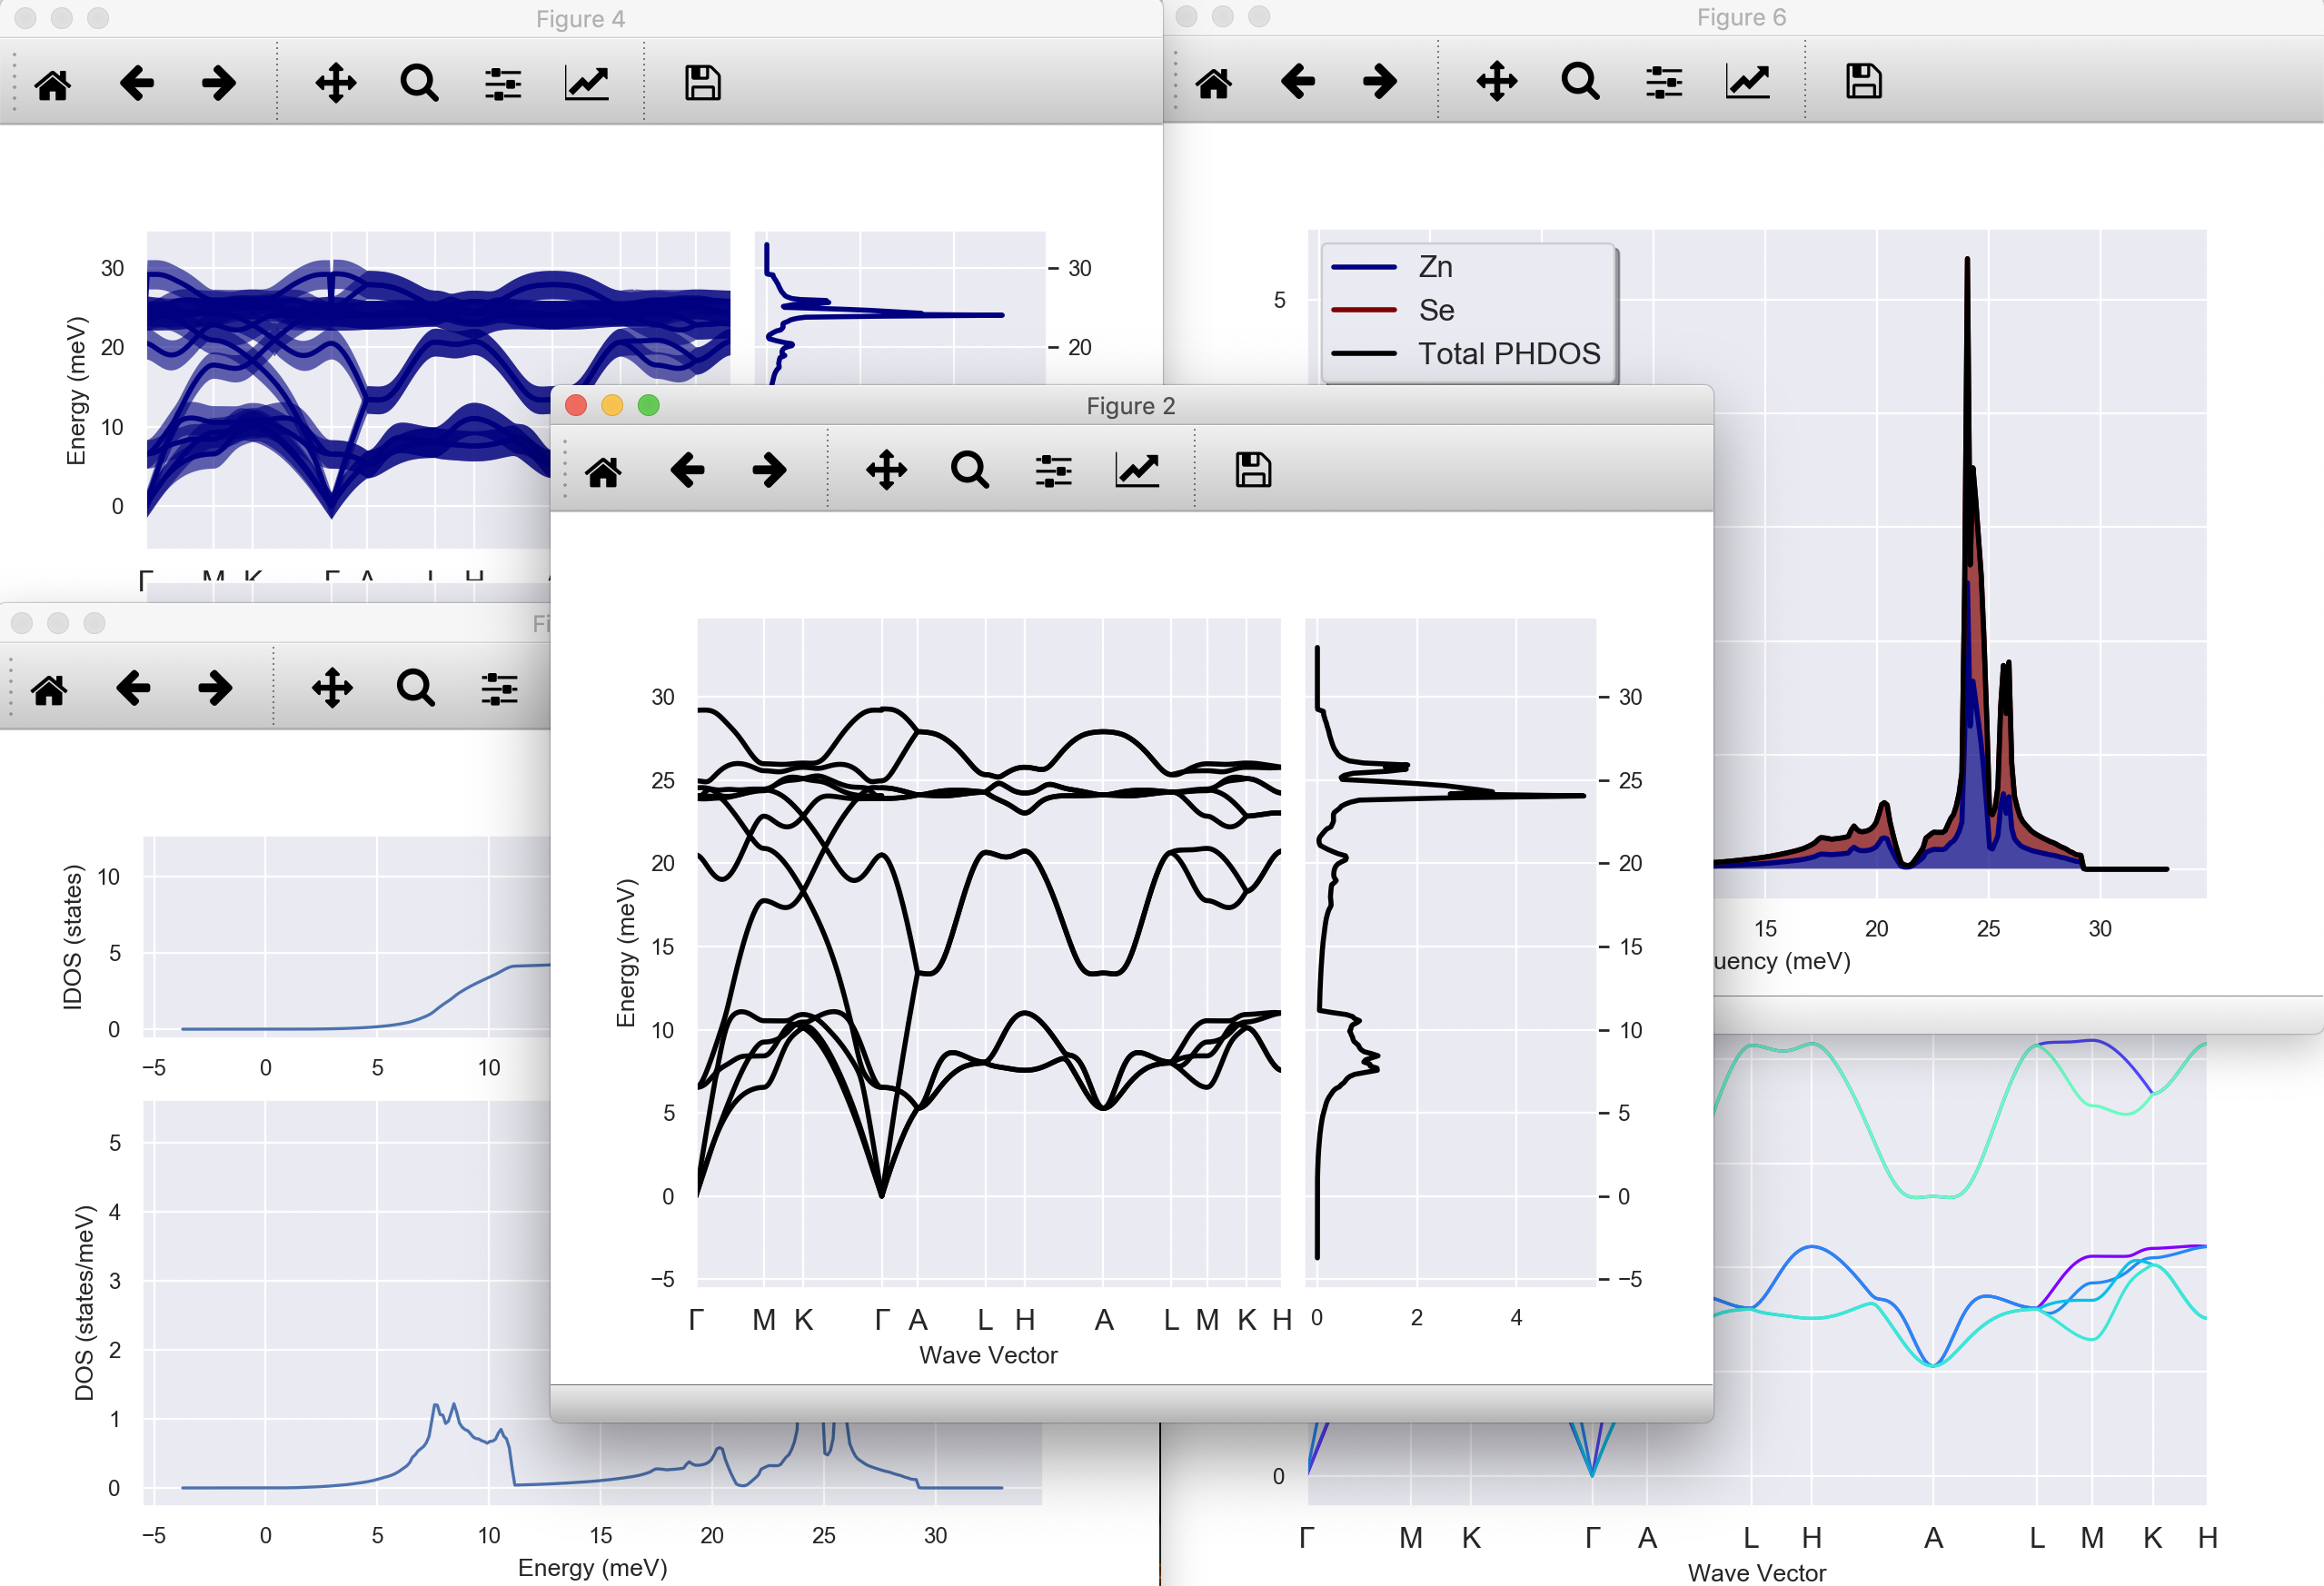 Figure 4
30
20
10
0
Energy (meV)
Γ M K Γ A L H
30
20
Figure 6
Zn
Se
Total PHDOS
5
15 20 25 30
uency (meV)
Figure 2
30
25
20
15
10
5
0
−5
Energy (meV)
Γ M K Γ A L H A L M K H
Wave Vector
30
25
20
15
10
5
0
−5
0 2 4
Fi
IDOS (states)
10
5
0
−5 0 5 10
DOS (states/meV)
5
4
3
2
1
0
−5 0 5 10 15 20 25 30
Energy (meV)
0
Γ M K Γ A L H A L M K H
Wave Vector